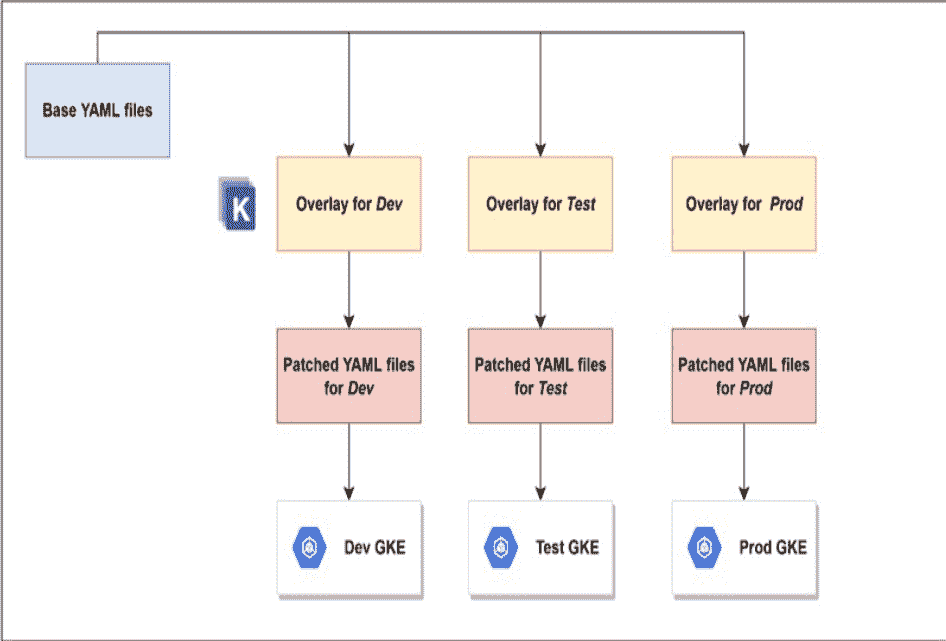 Base YAML files
K
Overlay for Dev
Overlay for Test
Overlay for Prod
Patched YAML files
for Dev
Patched YAML files
for Test
Patched YAML files
for Prod
Dev GKE
Test GKE
Prod GKE